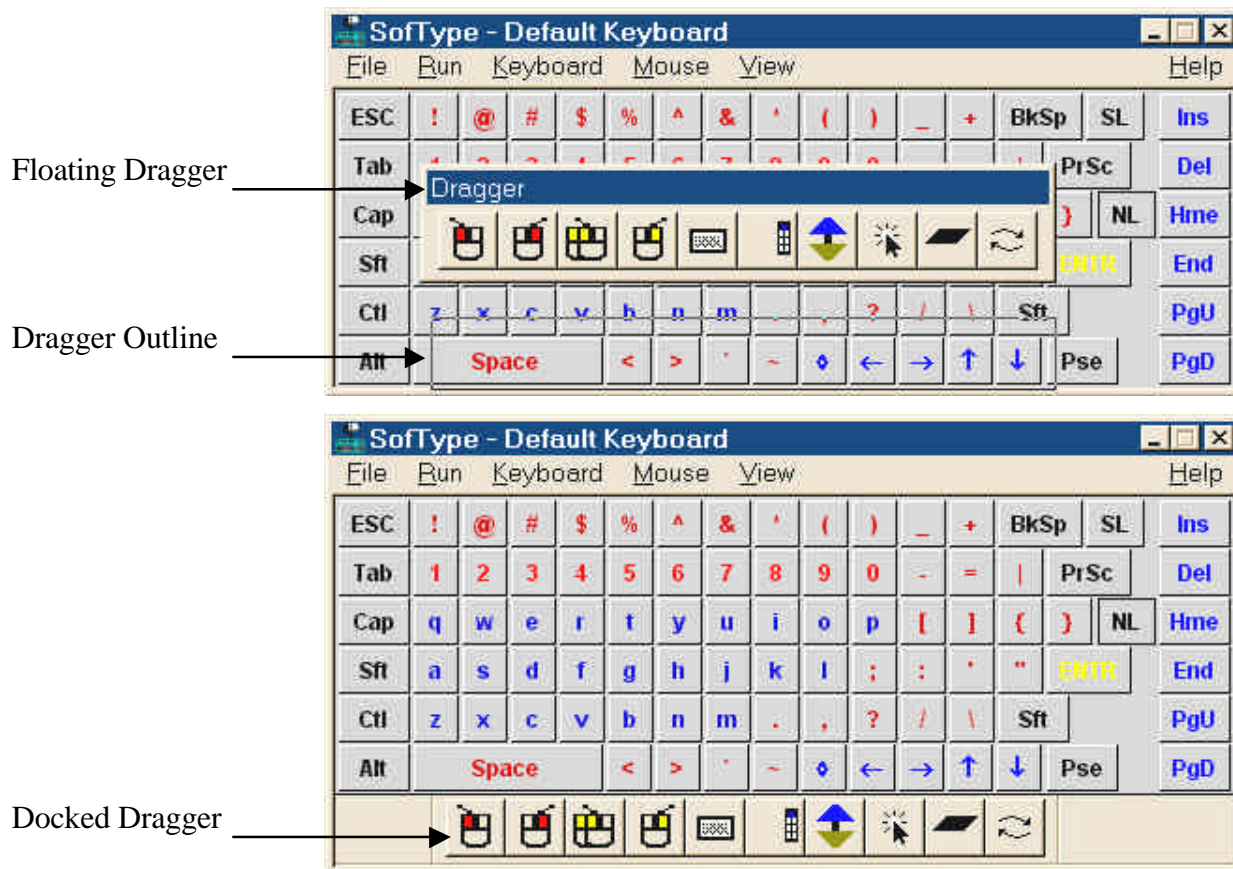 SofType - Default Keyboard
File Run Keyboard Mouse View Help
ESC ! @ # $ % ^ & * ( ) _ + BkSp SL Ins
Floating Dragger
Tab PrSc Del
Dragger
Cap } NL Hme
Sft ENTR End
Ctl z x c v b n m . , ? / \ Sft PgU
Dragger Outline
Alt Space < > ` ~ ◊ ← → ↑ ↓ Pse PgD
SofType - Default Keyboard
File Run Keyboard Mouse View Help
ESC ! @ # $ % ^ & * ( ) _ + BkSp SL Ins
Tab 1 2 3 4 5 6 7 8 9 0 - = | PrSc Del
Cap q w e r t y u i o p [ ] { } NL Hme
Sft a s d f g h j k l ; : ' " ENTR End
Ctl z x c v b n m . , ? / \ Sft PgU
Alt Space < > ` ~ ◊ ← → ↑ ↓ Pse PgD
Docked Dragger